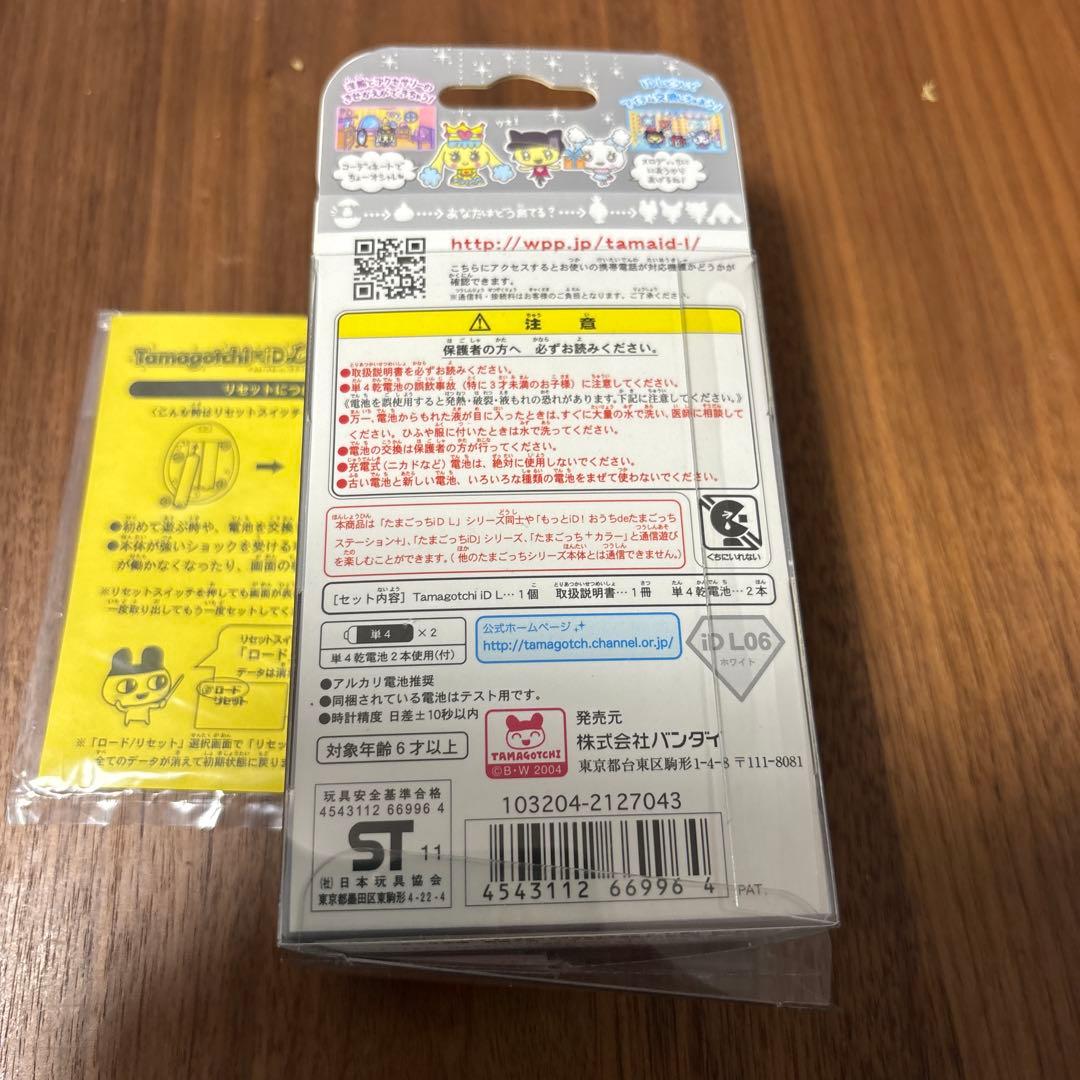 洋服とアクセサリーの
きせかえができちゃう!
コーディネートで
ちょーオシャレ
アイテム交換しちゃおう!
あなたはどう育てる?
http://wpp.jp/tamaid-l/
こちらにアクセスするとお使いの携帯電話が対応機種かどうかが
確認できます。
※通信料・接続料はお客様のご負担となります。ご了承ください。
注意
保護者の方へ 必ずお読みください。
●取扱説明書を必ずお読みください。
●単4乾電池の誤飲事故(特に3才未満のお子様)に注意してください。
《電池を誤使用すると発熱・破裂・液もれの恐れがあります。下記に注意してください。》
●万一、電池からもれた液が目に入ったときは、すぐに大量の水で洗い、医師に相談して
ください。ひふや服に付いたときは水で洗ってください。
●電池の交換は保護者の方が行ってください。
●充電式(ニカドなど)電池は、絶対に使用しないでください。
●古い電池と新しい電池、いろいろな種類の電池をまぜて使わないでください。
本商品は「たまごっちiD L」シリーズ同士や「もっとiD!おうちdeたまごっち
ステーション+」、「たまごっちiD」シリーズ、「たまごっち+カラー」と通信遊び
を楽しむことができます。(他のたまごっちシリーズ本体とは通信できません。)
くちにいれない
[セット内容] Tamagotchi iD L…1個 取扱説明書…1冊 単4乾電池…2本
単4 ×2
単4乾電池2本使用(付)
公式ホームページ
http://tamagotch.channel.or.jp/
iD L06
ホワイト
●アルカリ電池推奨
●同梱されている電池はテスト用です。
●時計精度 日差±10秒以内
対象年齢6才以上
TAMAGOTCHI
©B・W 2004
発売元
株式会社バンダイ
東京都台東区駒形1-4-8 〒111-8081
玩具安全基準合格
4543112 66996 4
ST 11
(社)日本玩具協会
東京都墨田区東駒形4-22-4
103204-2127043
4543112 66996 4
PAT.
Tamagotchi iD L
リセットにつ
〈こんな時はリセットスイッチ
●初めて遊ぶ時や、電池を交換
●本体が強いショックを受ける
が働かなくなったり、画面の
※リセットスイッチを押しても画面が表
一度取り出してもう一度セットしてく
リセットスイ
「ロード
データは消
ロード
リセット
※「ロード/リセット」選択画面で「リセッ
全てのデータが消えて初期状態に戻りま